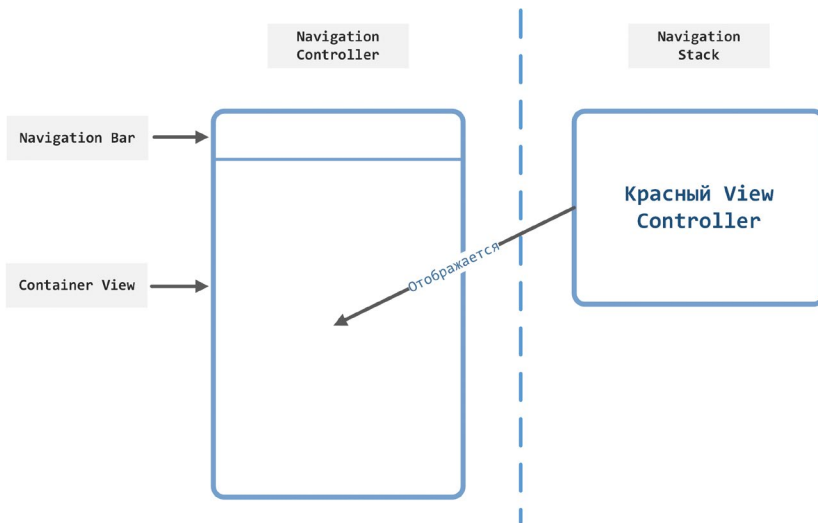 Navigation
Controller
Navigation
Stack
Navigation Bar
Красный View
Controller
Отображается
Container View